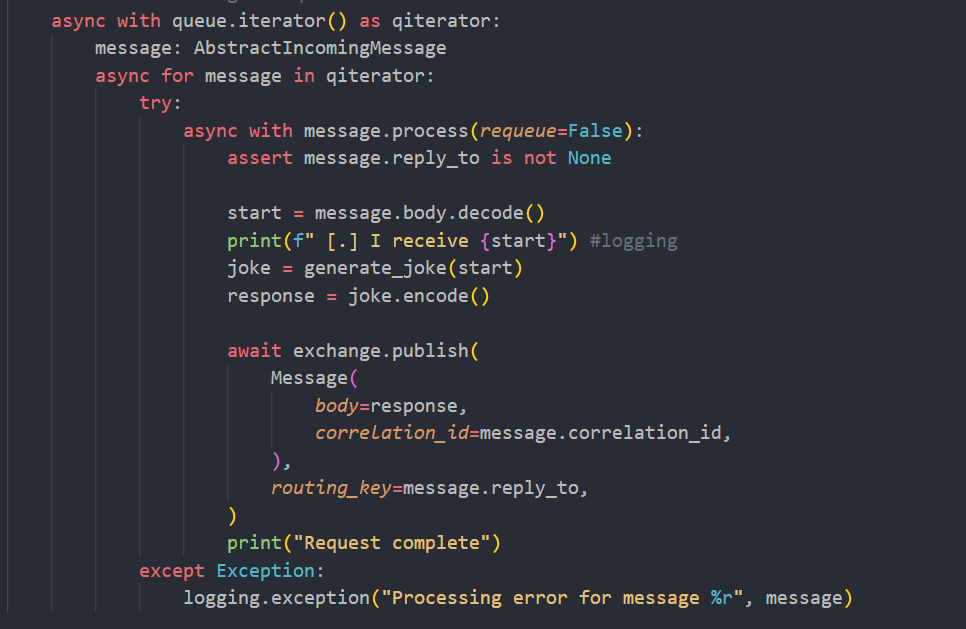 async with queue.iterator() as qiterator:
    message: AbstractIncomingMessage
    async for message in qiterator:
        try:
            async with message.process(requeue=False):
                assert message.reply_to is not None

                start = message.body.decode()
                print(f" [.] I receive {start}") #logging
                joke = generate_joke(start)
                response = joke.encode()

                await exchange.publish(
                    Message(
                        body=response,
                        correlation_id=message.correlation_id,
                    ),
                    routing_key=message.reply_to,
                )
                print("Request complete")
        except Exception:
            logging.exception("Processing error for message %r", message)